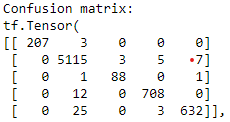 Confusion matrix:
tf.Tensor(
[[ 207 3 0 0 0]
[ 0 5115 3 5 7]
[ 0 1 88 0 1]
[ 0 12 0 708 0]
[ 0 25 0 3 632]],